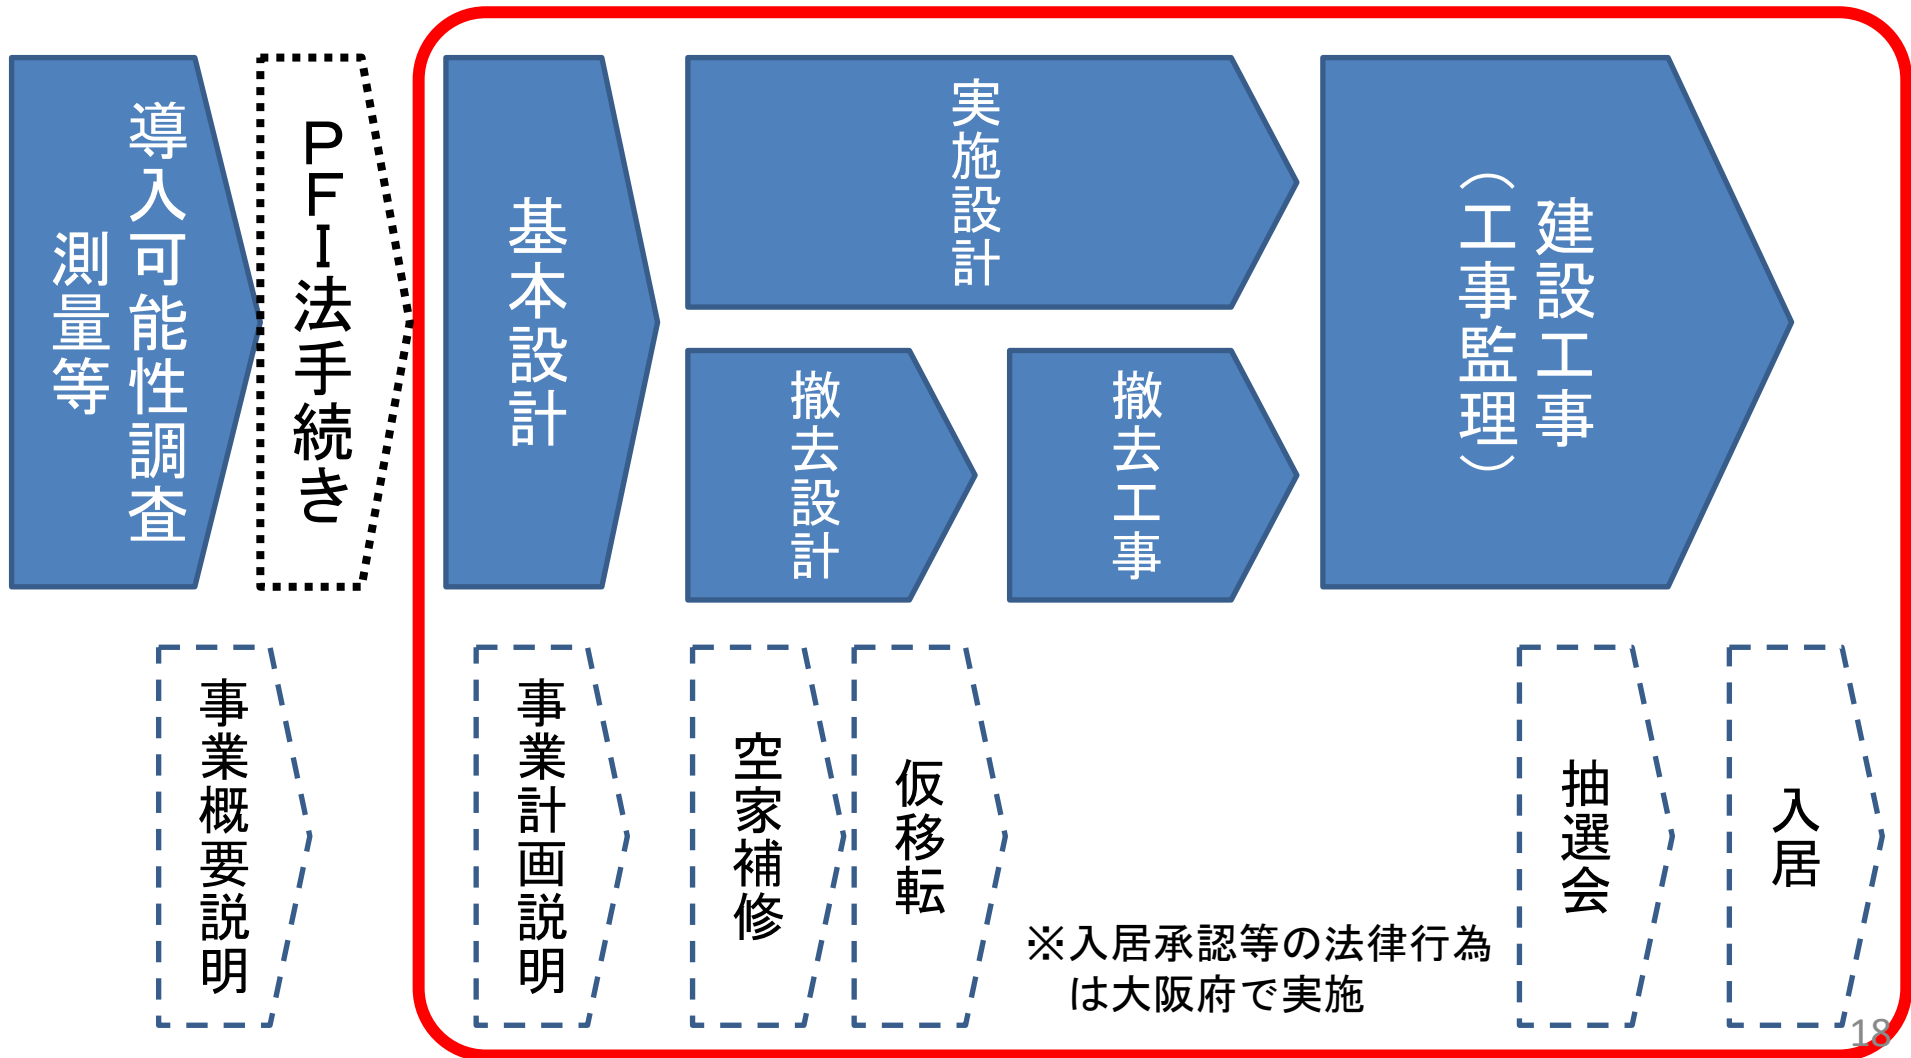 導入可能性調査
測量等
ＰＦＩ法手続き
基本設計
実施設計
撤去設計
撤去工事
建設工事
（工事監理）
事業概要説明
事業計画説明
空家補修
仮移転
※入居承認等の法律行為
は大阪府で実施
抽選会
入居
18